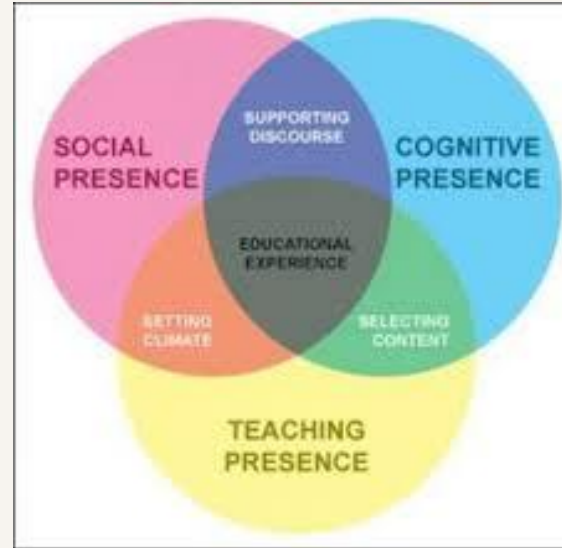 SUPPORTING
DISCOURSE
SOCIAL
PRESENCE
COGNITIVE
PRESENCE
EDUCATIONAL
EXPERIENCE
SETTING
CLIMATE
SELECTING
CONTENT
TEACHING
PRESENCE